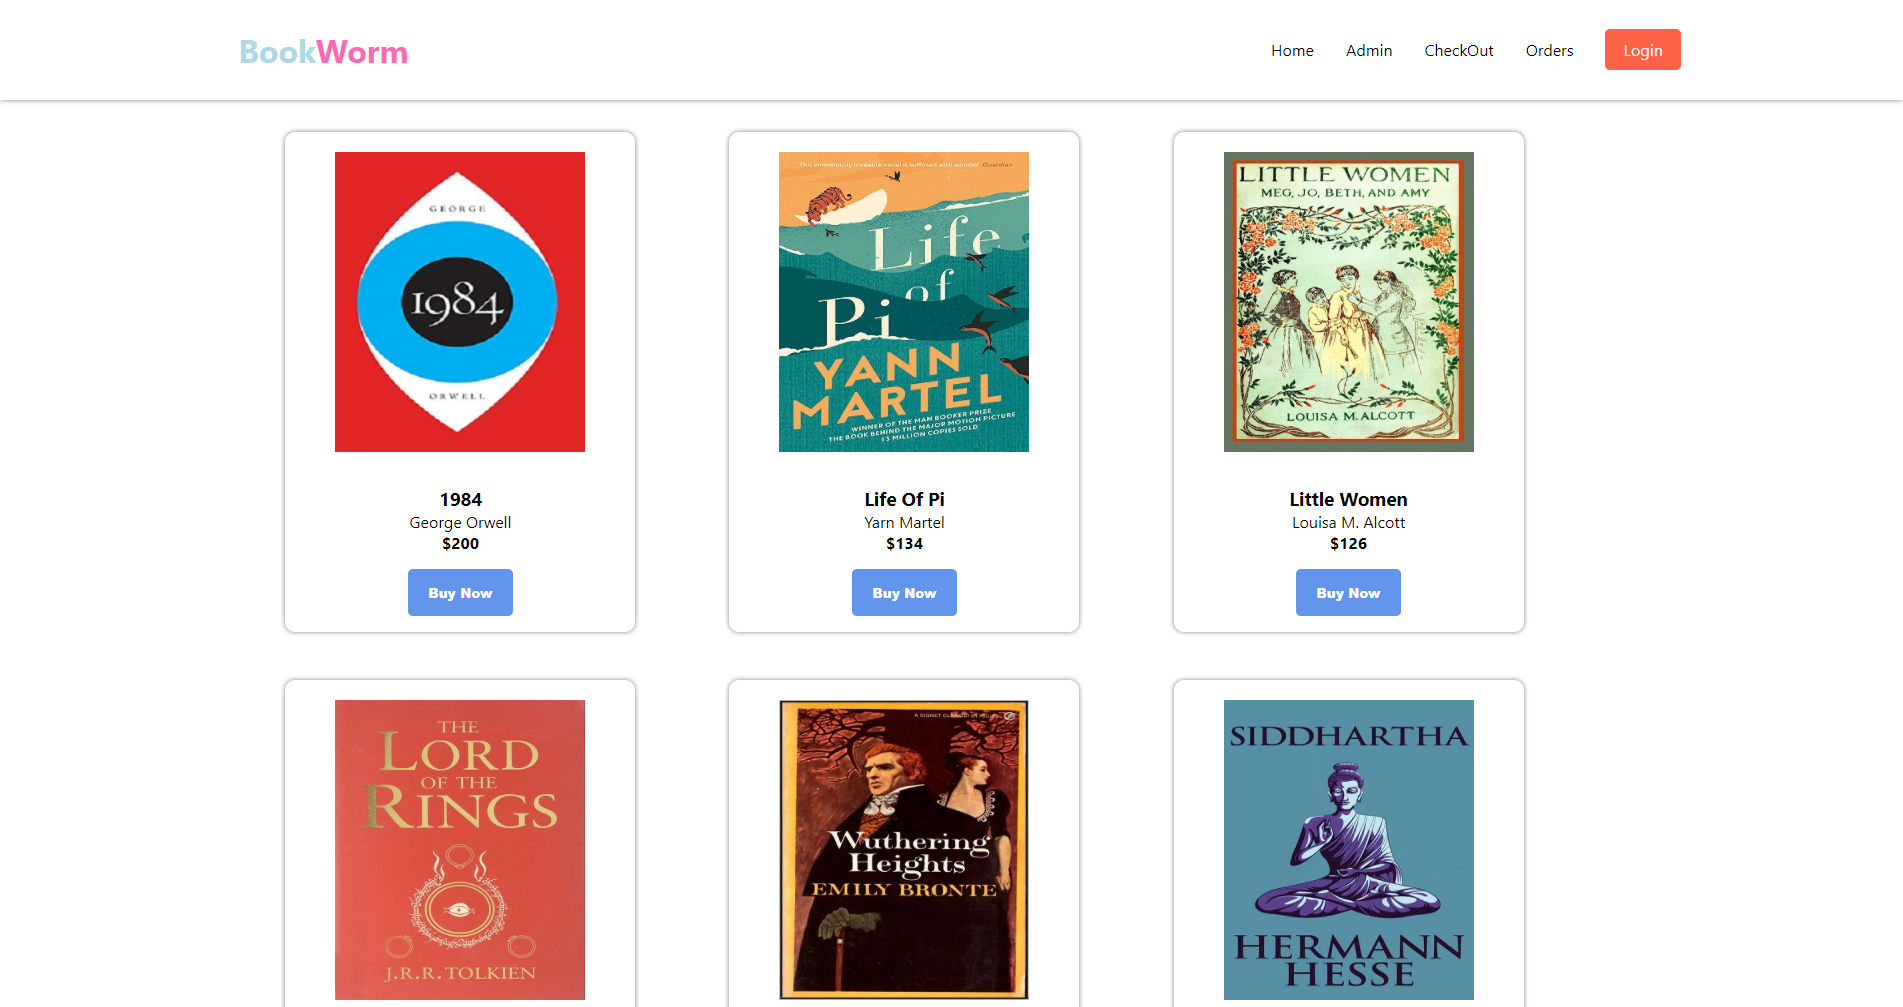 BookWorm
Home Admin CheckOut Orders Login
GEORGE
1984
ORWELL
This enormously loveable novel is suffused with wonder Guardian
Life
of
Pi
YANN
MARTEL
WINNER OF THE MAN BOOKER PRIZE
THE BOOK BEHIND THE MAJOR MOTION PICTURE
13 MILLION COPIES SOLD
LITTLE WOMEN
MEG, JO, BETH, AND AMY
LOUISA M. ALCOTT
1984
George Orwell
$200
Buy Now
Life Of Pi
Yarn Martel
$134
Buy Now
Little Women
Louisa M. Alcott
$126
Buy Now
THE
LORD
OF THE
RINGS
J.R.R. TOLKIEN
A SIGNET CLASSIC
Wuthering
Heights
EMILY BRONTE
SIDDHARTHA
HERMANN
HESSE